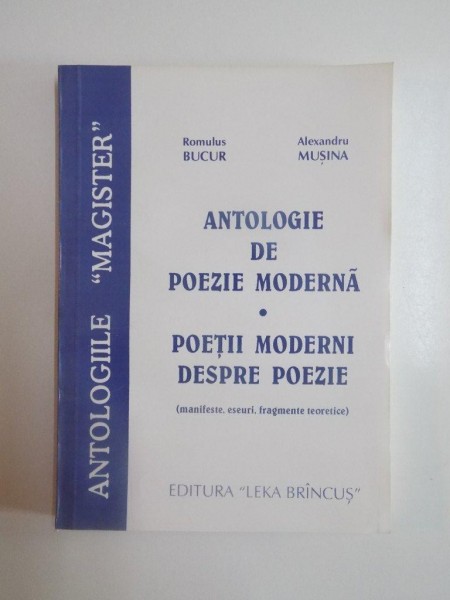 ANTOLOGIILE "MAGISTER"
Romulus BUCUR
Alexandru MUȘINA
ANTOLOGIE
DE
POEZIE MODERNĂ
•
POEȚII MODERNI
DESPRE POEZIE
(manifeste, eseuri, fragmente teoretice)
EDITURA "LEKA BRÎNCUȘ"